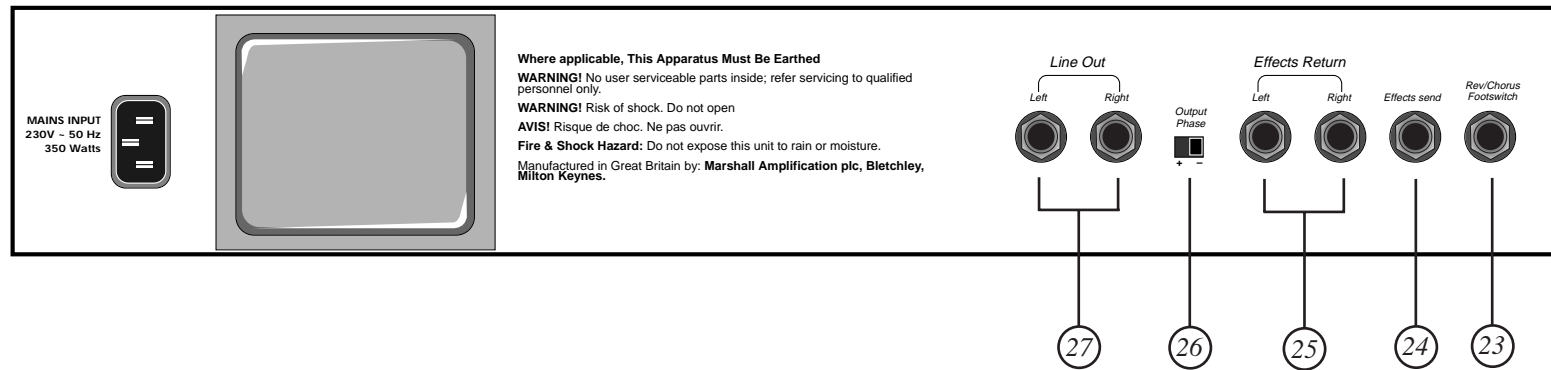 MAINS INPUT
230V ~ 50 Hz
350 Watts
Where applicable, This Apparatus Must Be Earthed
WARNING! No user serviceable parts inside; refer servicing to qualified
personnel only.
WARNING! Risk of shock. Do not open
AVIS! Risque de choc. Ne pas ouvrir.
Fire & Shock Hazard: Do not expose this unit to rain or moisture.
Manufactured in Great Britain by: Marshall Amplification plc, Bletchley,
Milton Keynes.
Line Out
Left Right
Output
Phase
+ −
Effects Return
Left Right
Effects send
Rev/Chorus
Footswitch
27 26 25 24 23